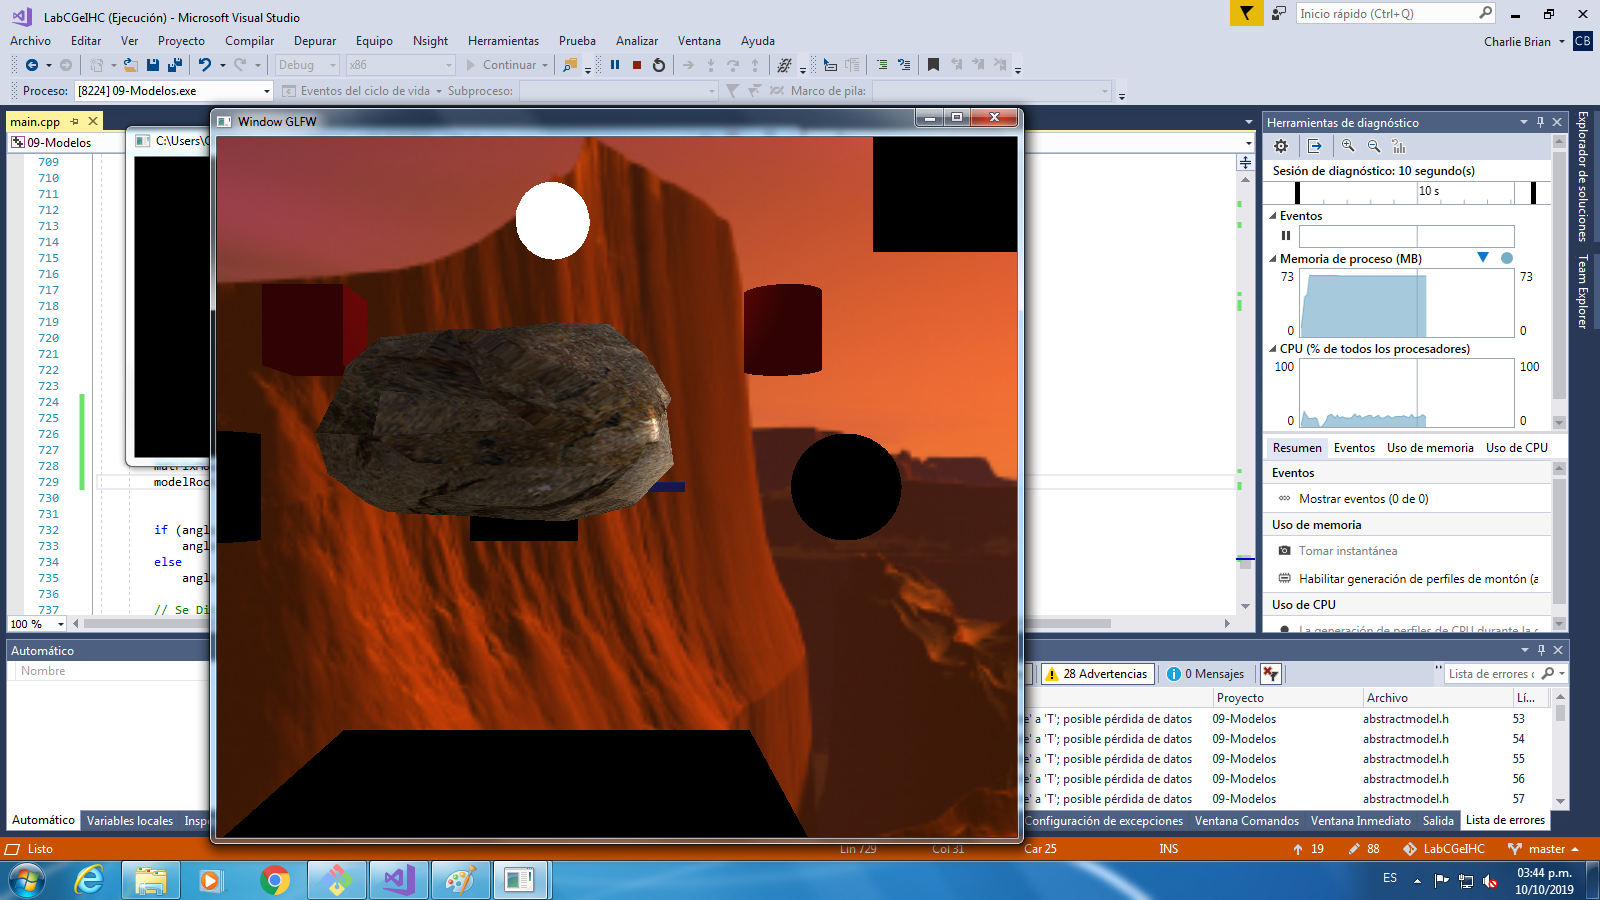 LabCGeIHC (Ejecución) - Microsoft Visual Studio
Inicio rápido (Ctrl+Q)
Archivo Editar Ver Proyecto Compilar Depurar Equipo Nsight Herramientas Prueba Analizar Ventana Ayuda
Charlie Brian CB
Debug x86 Continuar
Proceso: [8224] 09-Modelos.exe Eventos del ciclo de vida Subproceso: Marco de pila:
main.cpp
09-Modelos
C:\Users\
Window GLFW
709
710
711
712
713
714
715
716
717
718
719
720
721
722
723
724
725
726
727
728
729 modelRoc
730
731
732 if (angl
733 angl
734 else
735 angl
736
737 // Se Di
100 %
Herramientas de diagnóstico
Sesión de diagnóstico: 10 segundo(s)
10 s
Eventos
Memoria de proceso (MB)
73 73
0 0
CPU (% de todos los procesadores)
100 100
0 0
Resumen Eventos Uso de memoria Uso de CPU
Eventos
Mostrar eventos (0 de 0)
Uso de memoria
Tomar instantánea
Habilitar generación de perfiles de montón (a
Uso de CPU
La generación de perfiles de CPU durante la
Explorador de soluciones
Team Explorer
Automático
Nombre
Automático Variables locales Insp
28 Advertencias 0 Mensajes
Lista de errores
Proyecto Archivo Lí...
e' a 'T'; posible pérdida de datos 09-Modelos abstractmodel.h 53
e' a 'T'; posible pérdida de datos 09-Modelos abstractmodel.h 54
e' a 'T'; posible pérdida de datos 09-Modelos abstractmodel.h 55
e' a 'T'; posible pérdida de datos 09-Modelos abstractmodel.h 56
e' a 'T'; posible pérdida de datos 09-Modelos abstractmodel.h 57
Configuración de excepciones Ventana Comandos Ventana Inmediato Salida Lista de errores
Listo Lín 729 Col 31 Car 25 INS 19 88 LabCGeIHC master
ES
03:44 p.m.
10/10/2019